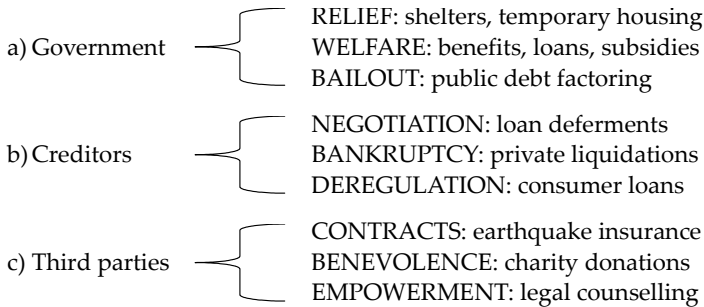 RELIEF: shelters, temporary housing
a) Government
WELFARE: benefits, loans, subsidies
BAILOUT: public debt factoring
NEGOTIATION: loan deferments
b) Creditors
BANKRUPTCY: private liquidations
DEREGULATION: consumer loans
CONTRACTS: earthquake insurance
c) Third parties
BENEVOLENCE: charity donations
EMPOWERMENT: legal counselling